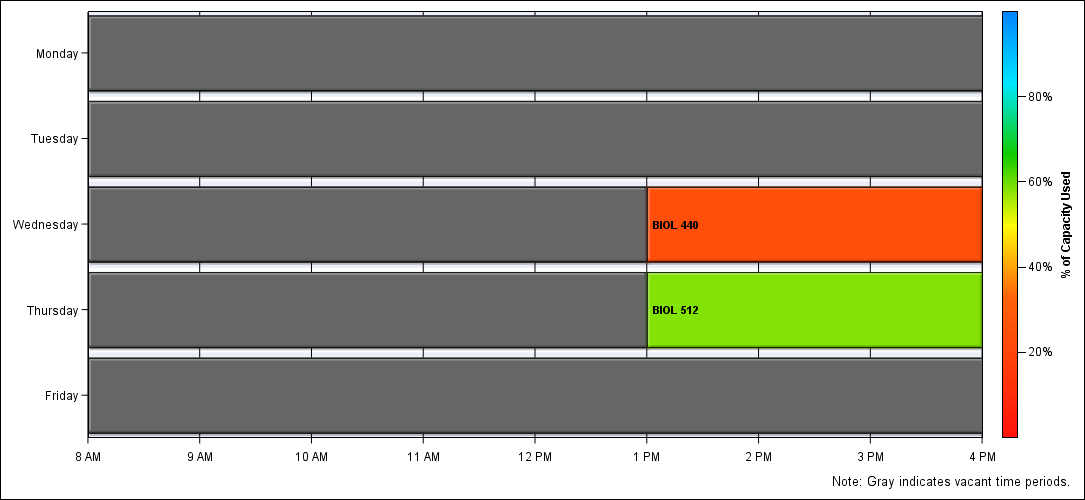 Monday
Tuesday
Wednesday
Thursday
Friday
BIOL 440
BIOL 512
8 AM
9 AM
10 AM
11 AM
12 PM
1 PM
2 PM
3 PM
4 PM
80%
60%
40%
20%
% of Capacity Used
Note: Gray indicates vacant time periods.